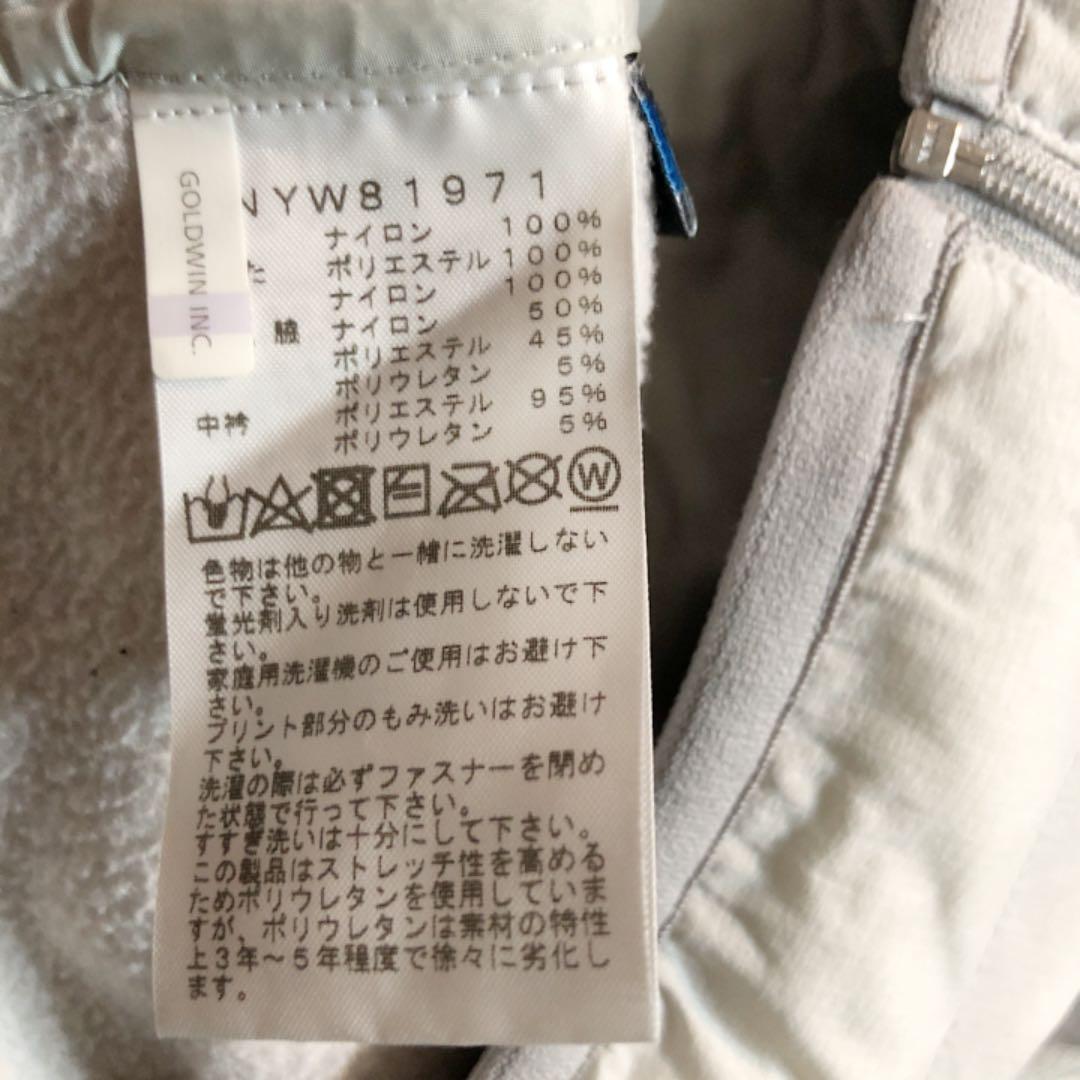 GOLDWIN INC.
NYW81971
ナイロン 100%
ポリエステル 100%
ナイロン 100%
脇 ナイロン 50%
ポリエステル 45%
ポリウレタン 5%
中衿 ポリエステル 95%
ポリウレタン 5%
W
色物は他の物と一緒に洗濯しない
で下さい。
蛍光剤入り洗剤は使用しないで下
さい。
家庭用洗濯機のご使用はお避け下
さい。
プリント部分のもみ洗いはお避け
下さい。
洗濯の際は必ずファスナーを閉め
た状態で行って下さい。
すすぎ洗いは十分にして下さい。
この製品はストレッチ性を高める
ためポリウレタンを使用していま
すが、ポリウレタンは素材の特性
上3年～5年程度で徐々に劣化し
ます。